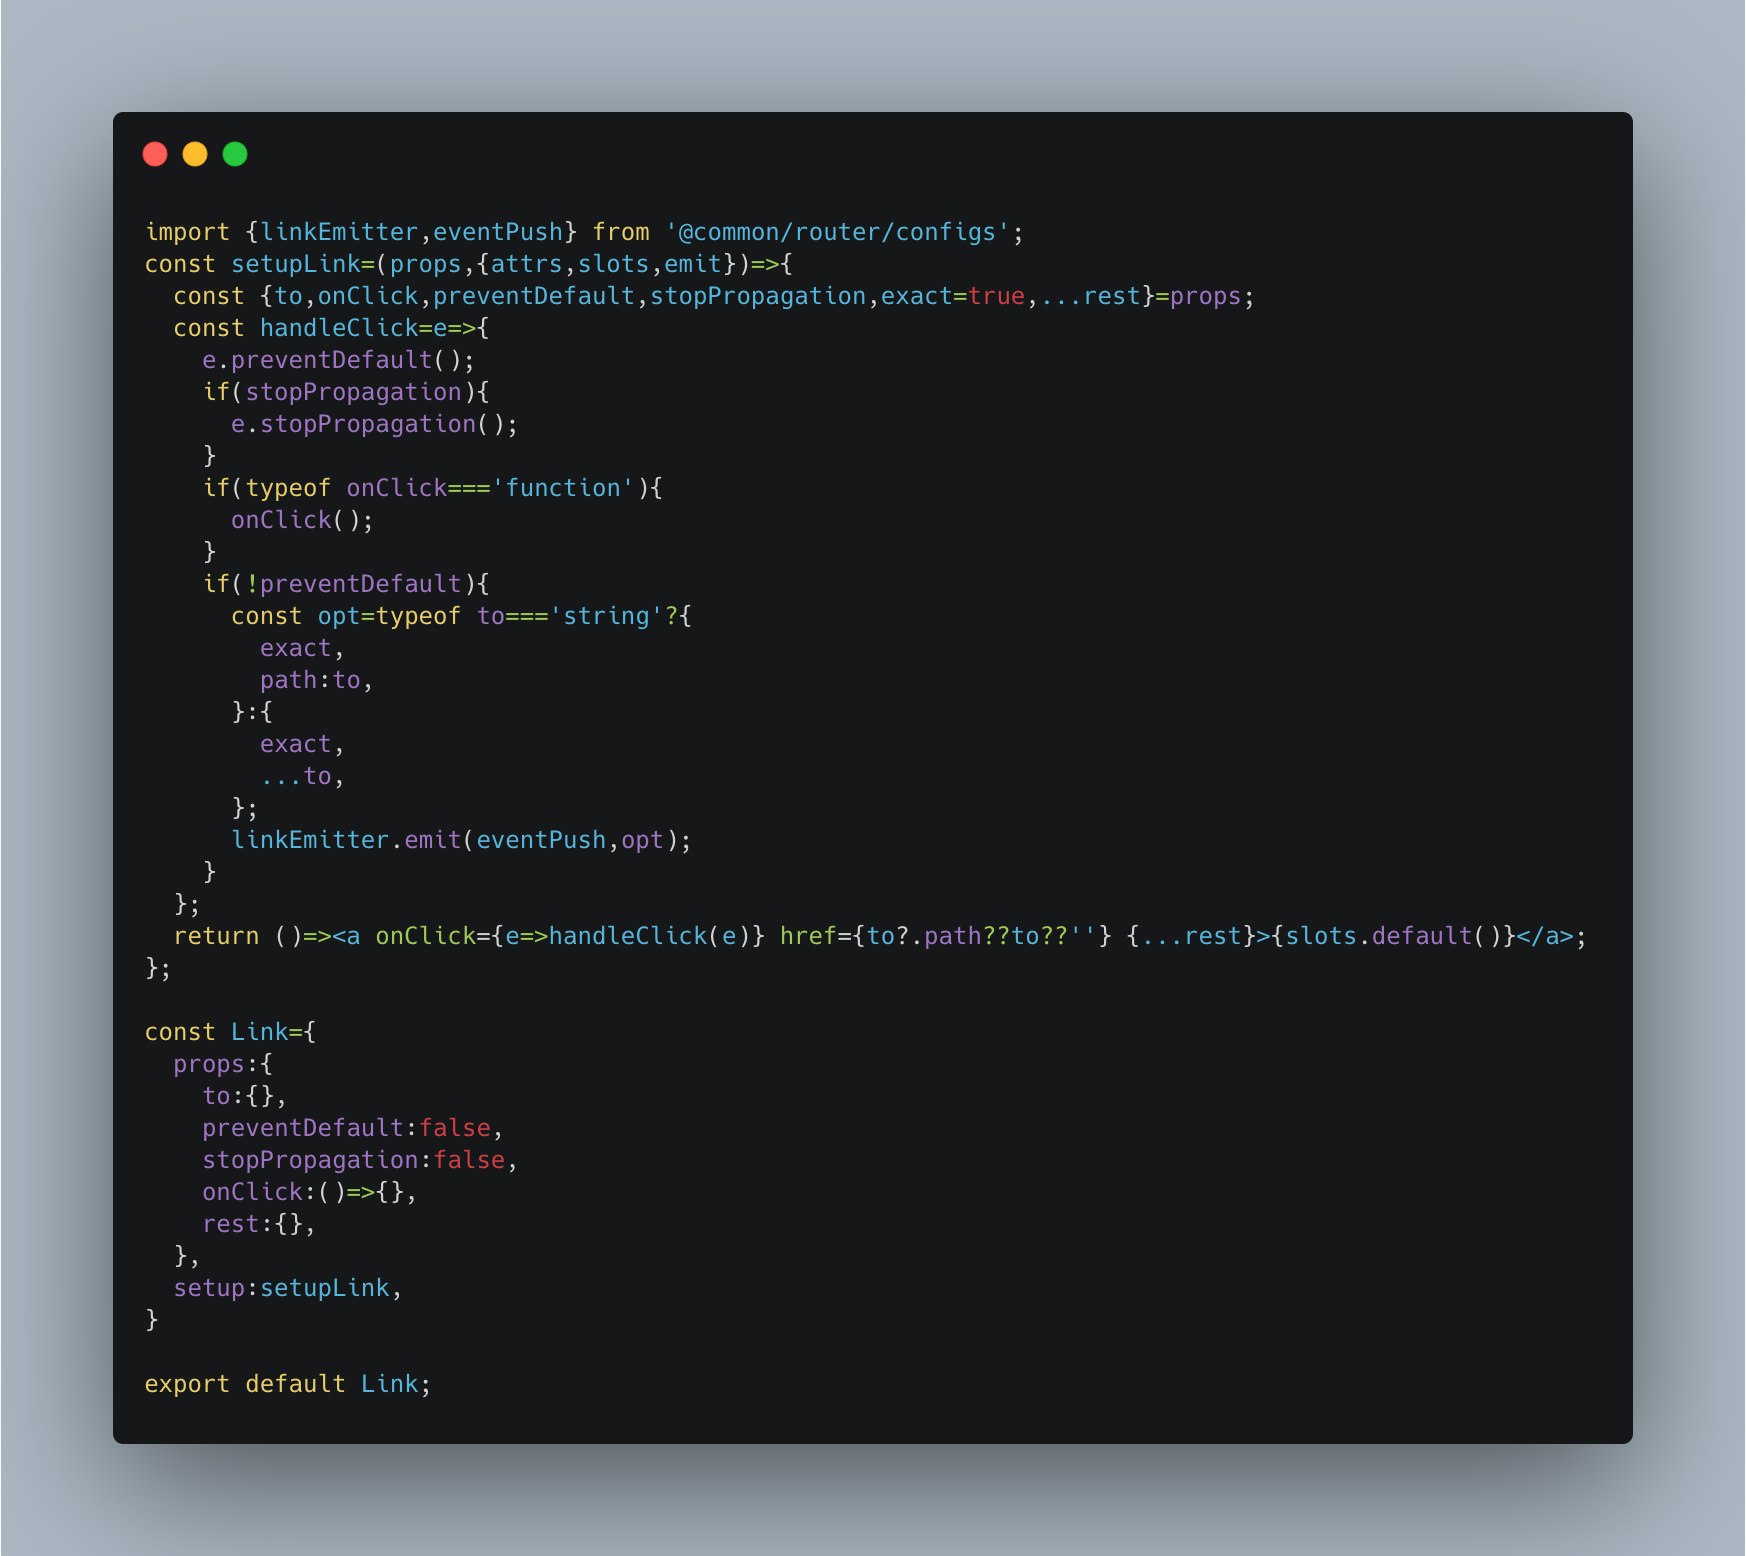 import {linkEmitter,eventPush} from '@common/router/configs';
const setupLink=(props,{attrs,slots,emit})=>{
  const {to,onClick,preventDefault,stopPropagation,exact=true,...rest}=props;
  const handleClick=e=>{
    e.preventDefault();
    if(stopPropagation){
      e.stopPropagation();
    }
    if(typeof onClick==='function'){
      onClick();
    }
    if(!preventDefault){
      const opt=typeof to==='string'?{
        exact,
        path:to,
      }:{
        exact,
        ...to,
      };
      linkEmitter.emit(eventPush,opt);
    }
  };
  return ()=><a onClick={e=>handleClick(e)} href={to?.path??to??''} {...rest}>{slots.default()}</a>;
};

const Link={
  props:{
    to:{},
    preventDefault:false,
    stopPropagation:false,
    onClick:()=>{},
    rest:{},
  },
  setup:setupLink,
}

export default Link;